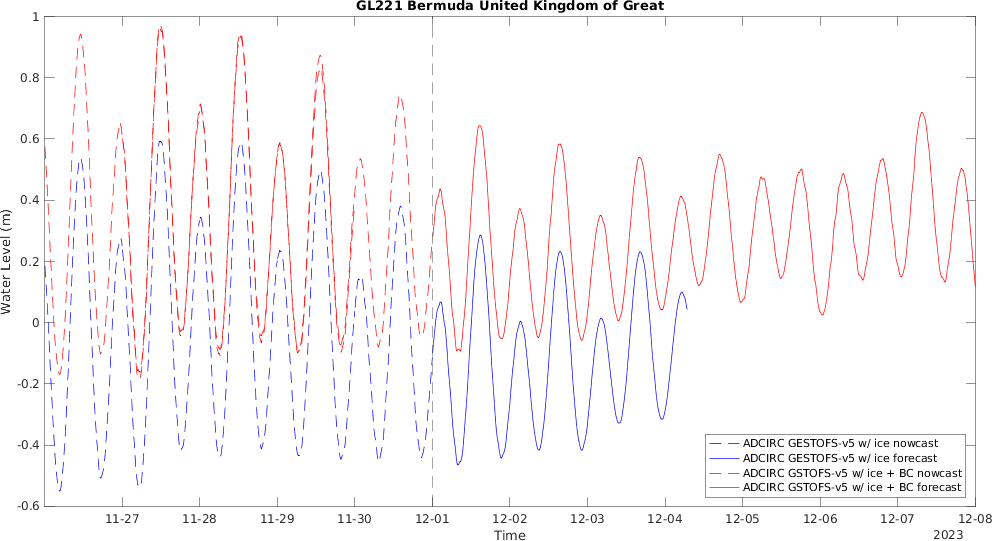 GL221 Bermuda United Kingdom of Great
1
0.8
0.6
0.4
0.2
0
-0.2
-0.4
-0.6
Water Level (m)
ADCIRC GESTOFS-v5 w/ ice nowcast
ADCIRC GESTOFS-v5 w/ ice forecast
ADCIRC GSTOFS-v5 w/ ice + BC nowcast
ADCIRC GSTOFS-v5 w/ ice + BC forecast
11-27 11-28 11-29 11-30 12-01 12-02 12-03 12-04 12-05 12-06 12-07 12-08
Time
2023